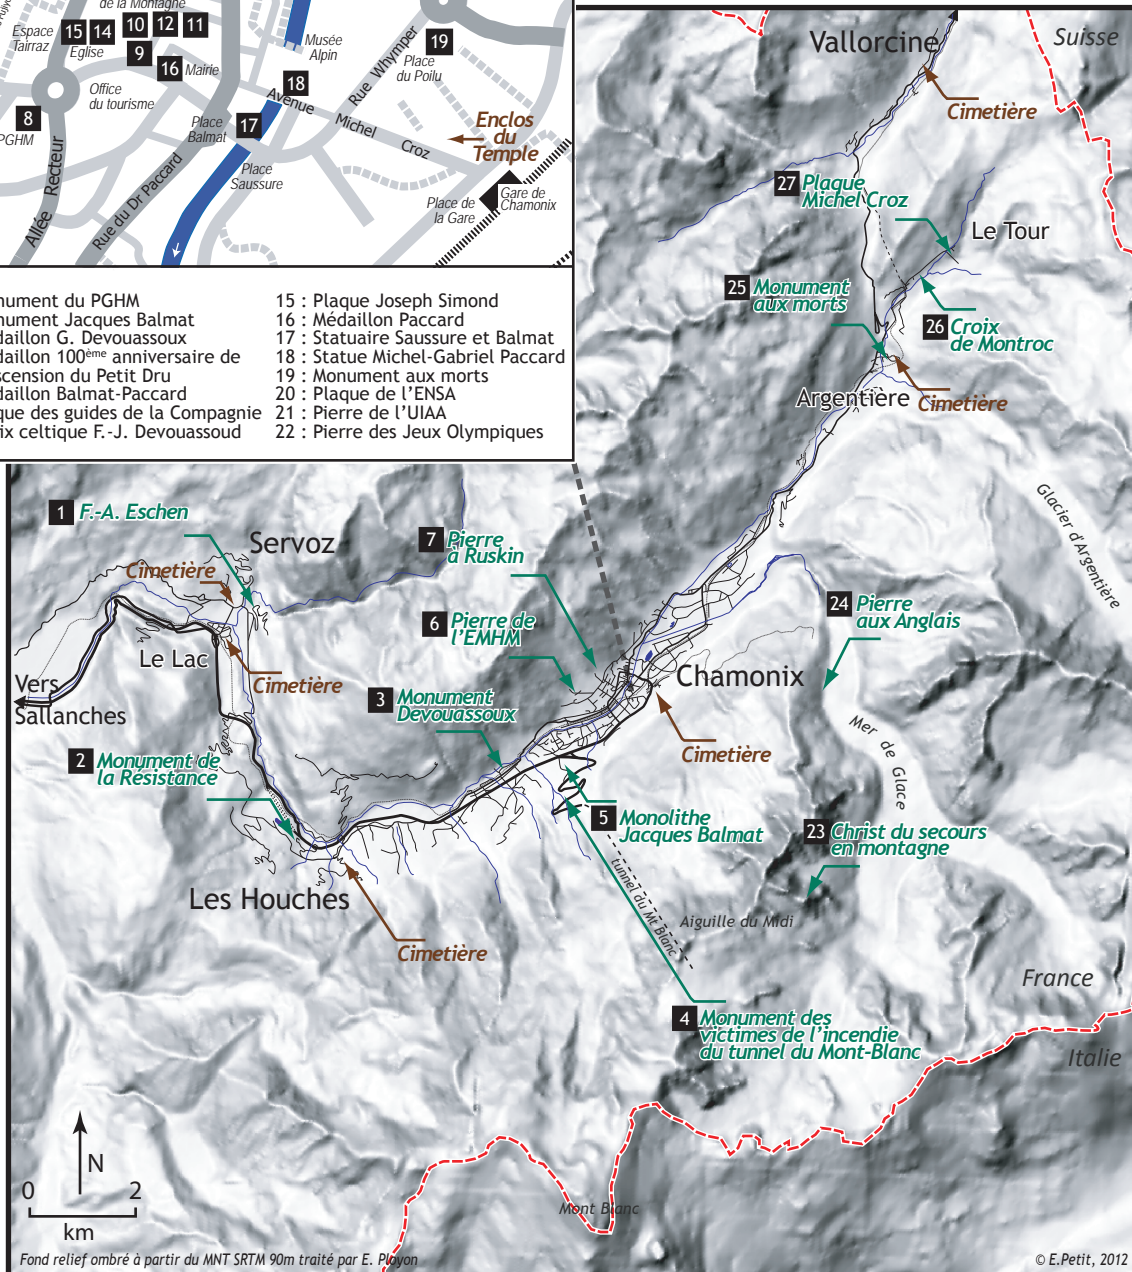 de la Montagne
Espace
Tairraz
15
14
10
12
11
Eglise
9
16
Mairie
Office
du tourisme
8
PGHM
Allée Recteur
Rue du Dr Paccard
Musée
Alpin
18
17
Place
Balmat
Place
Saussure
Avenue Michel Croz
Rue Whymper
19
Place
du Poilu
Enclos
du
Temple
Place de
la Gare
Gare de
Chamonix
nument du PGHM
nument Jacques Balmat
daillon G. Devouassoux
daillon 100ème anniversaire de
scension du Petit Dru
daillon Balmat-Paccard
que des guides de la Compagnie
ix celtique F.-J. Devouassoud
15 : Plaque Joseph Simond
16 : Médaillon Paccard
17 : Statuaire Saussure et Balmat
18 : Statue Michel-Gabriel Paccard
19 : Monument aux morts
20 : Plaque de l'ENSA
21 : Pierre de l'UIAA
22 : Pierre des Jeux Olympiques
Vallorcine
Suisse
Cimetière
27 Plaque
Michel Croz
Le Tour
25 Monument
aux morts
26 Croix
de Montroc
Argentière
Cimetière
Glacier d'Argentière
1 F.-A. Eschen
Servoz
Cimetière
7 Pierre
à Ruskin
6 Pierre de
l'EMHM
24 Pierre
aux Anglais
Le Lac
Cimetière
Vers
Sallanches
3 Monument
Devouassoux
Chamonix
Cimetière
2 Monument de
la Résistance
Mer de Glace
5 Monolithe
Jacques Balmat
23 Christ du secours
en montagne
tunnel du Mt Blanc
Les Houches
Aiguille du Midi
Cimetière
France
4 Monument des
victimes de l'incendie
du tunnel du Mont-Blanc
Italie
N
0 2
km
Mont Blanc
Fond relief ombré à partir du MNT SRTM 90m traité par E. Ployon
© E.Petit, 2012